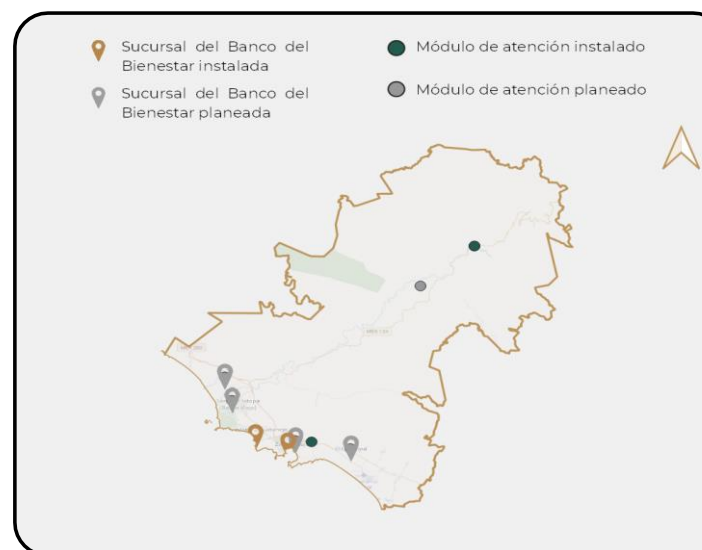 Sucursal del Banco del
Bienestar instalada
Módulo de atención instalado
Sucursal del Banco del
Bienestar planeada
Módulo de atención planeado